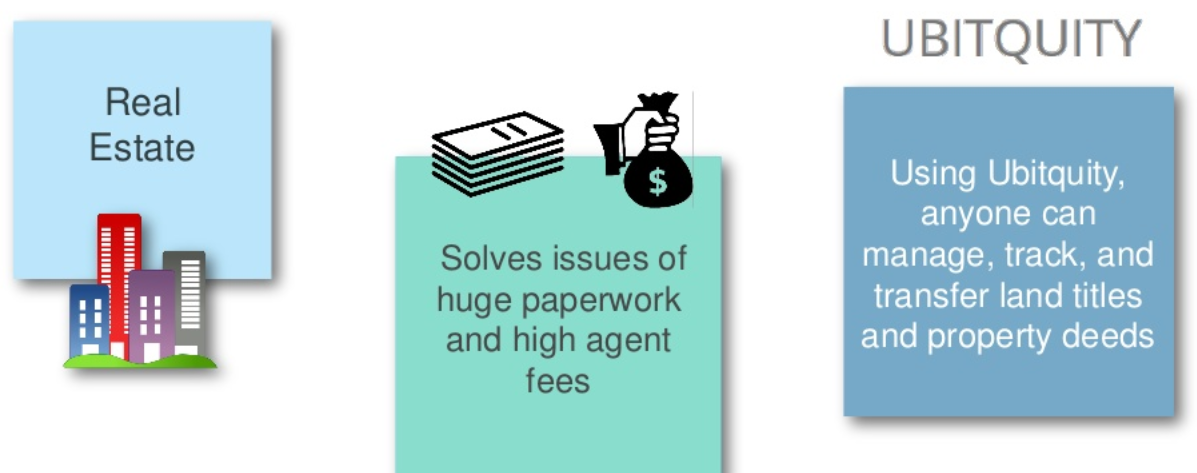 Real
Estate
$
Solves issues of
huge paperwork
and high agent
fees
UBITQUITY
Using Ubitquity,
anyone can
manage, track, and
transfer land titles
and property deeds